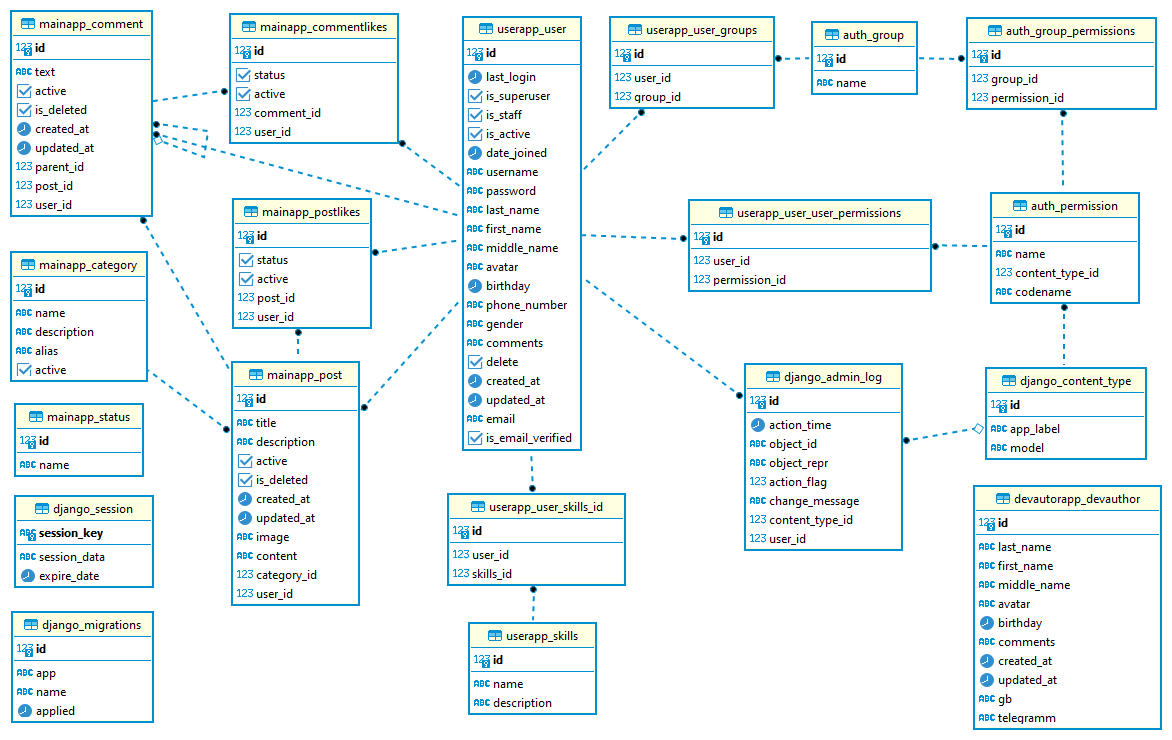 mainapp_comment
123 id
ABC text
active
is_deleted
created_at
updated_at
123 parent_id
123 post_id
123 user_id
mainapp_commentlikes
123 id
status
active
123 comment_id
123 user_id
userapp_user
123 id
last_login
is_superuser
is_staff
is_active
date_joined
ABC username
ABC password
ABC last_name
ABC first_name
ABC middle_name
ABC avatar
birthday
ABC phone_number
ABC gender
ABC comments
delete
created_at
updated_at
ABC email
is_email_verified
userapp_user_groups
123 id
123 user_id
123 group_id
auth_group
123 id
ABC name
auth_group_permissions
123 id
123 group_id
123 permission_id
mainapp_postlikes
123 id
status
active
123 post_id
123 user_id
userapp_user_user_permissions
123 id
123 user_id
123 permission_id
auth_permission
123 id
ABC name
123 content_type_id
ABC codename
mainapp_category
123 id
ABC name
ABC description
ABC alias
active
mainapp_post
123 id
ABC title
ABC description
active
is_deleted
created_at
updated_at
ABC image
ABC content
123 category_id
123 user_id
django_admin_log
123 id
action_time
ABC object_id
ABC object_repr
123 action_flag
ABC change_message
123 content_type_id
123 user_id
django_content_type
123 id
ABC app_label
ABC model
mainapp_status
123 id
ABC name
django_session
ABC session_key
ABC session_data
expire_date
userapp_user_skills_id
123 id
123 user_id
123 skills_id
devautorapp_devauthor
123 id
ABC last_name
ABC first_name
ABC middle_name
ABC avatar
birthday
ABC comments
created_at
updated_at
ABC gb
ABC telegramm
django_migrations
123 id
ABC app
ABC name
applied
userapp_skills
123 id
ABC name
ABC description